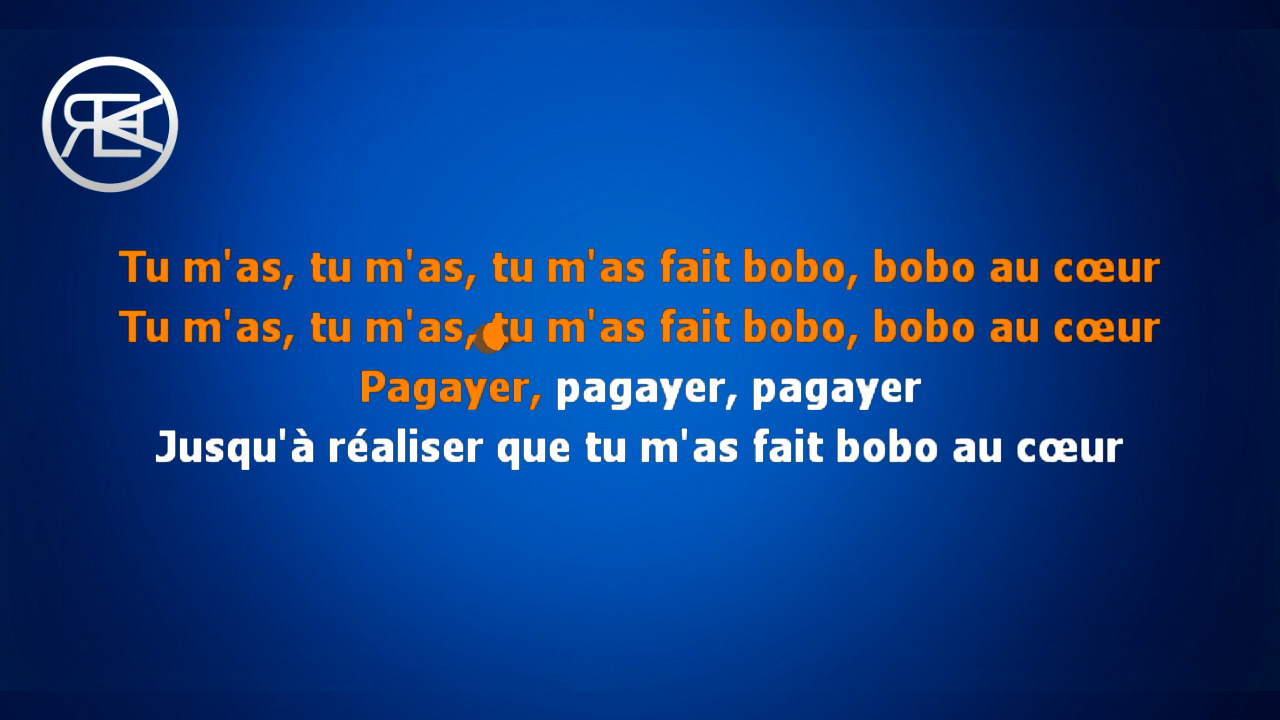 Tu m'as, tu m'as, tu m'as fait bobo, bobo au cœur
Tu m'as, tu m'as, tu m'as fait bobo, bobo au cœur
Pagayer, pagayer, pagayer
Jusqu'à réaliser que tu m'as fait bobo au cœur